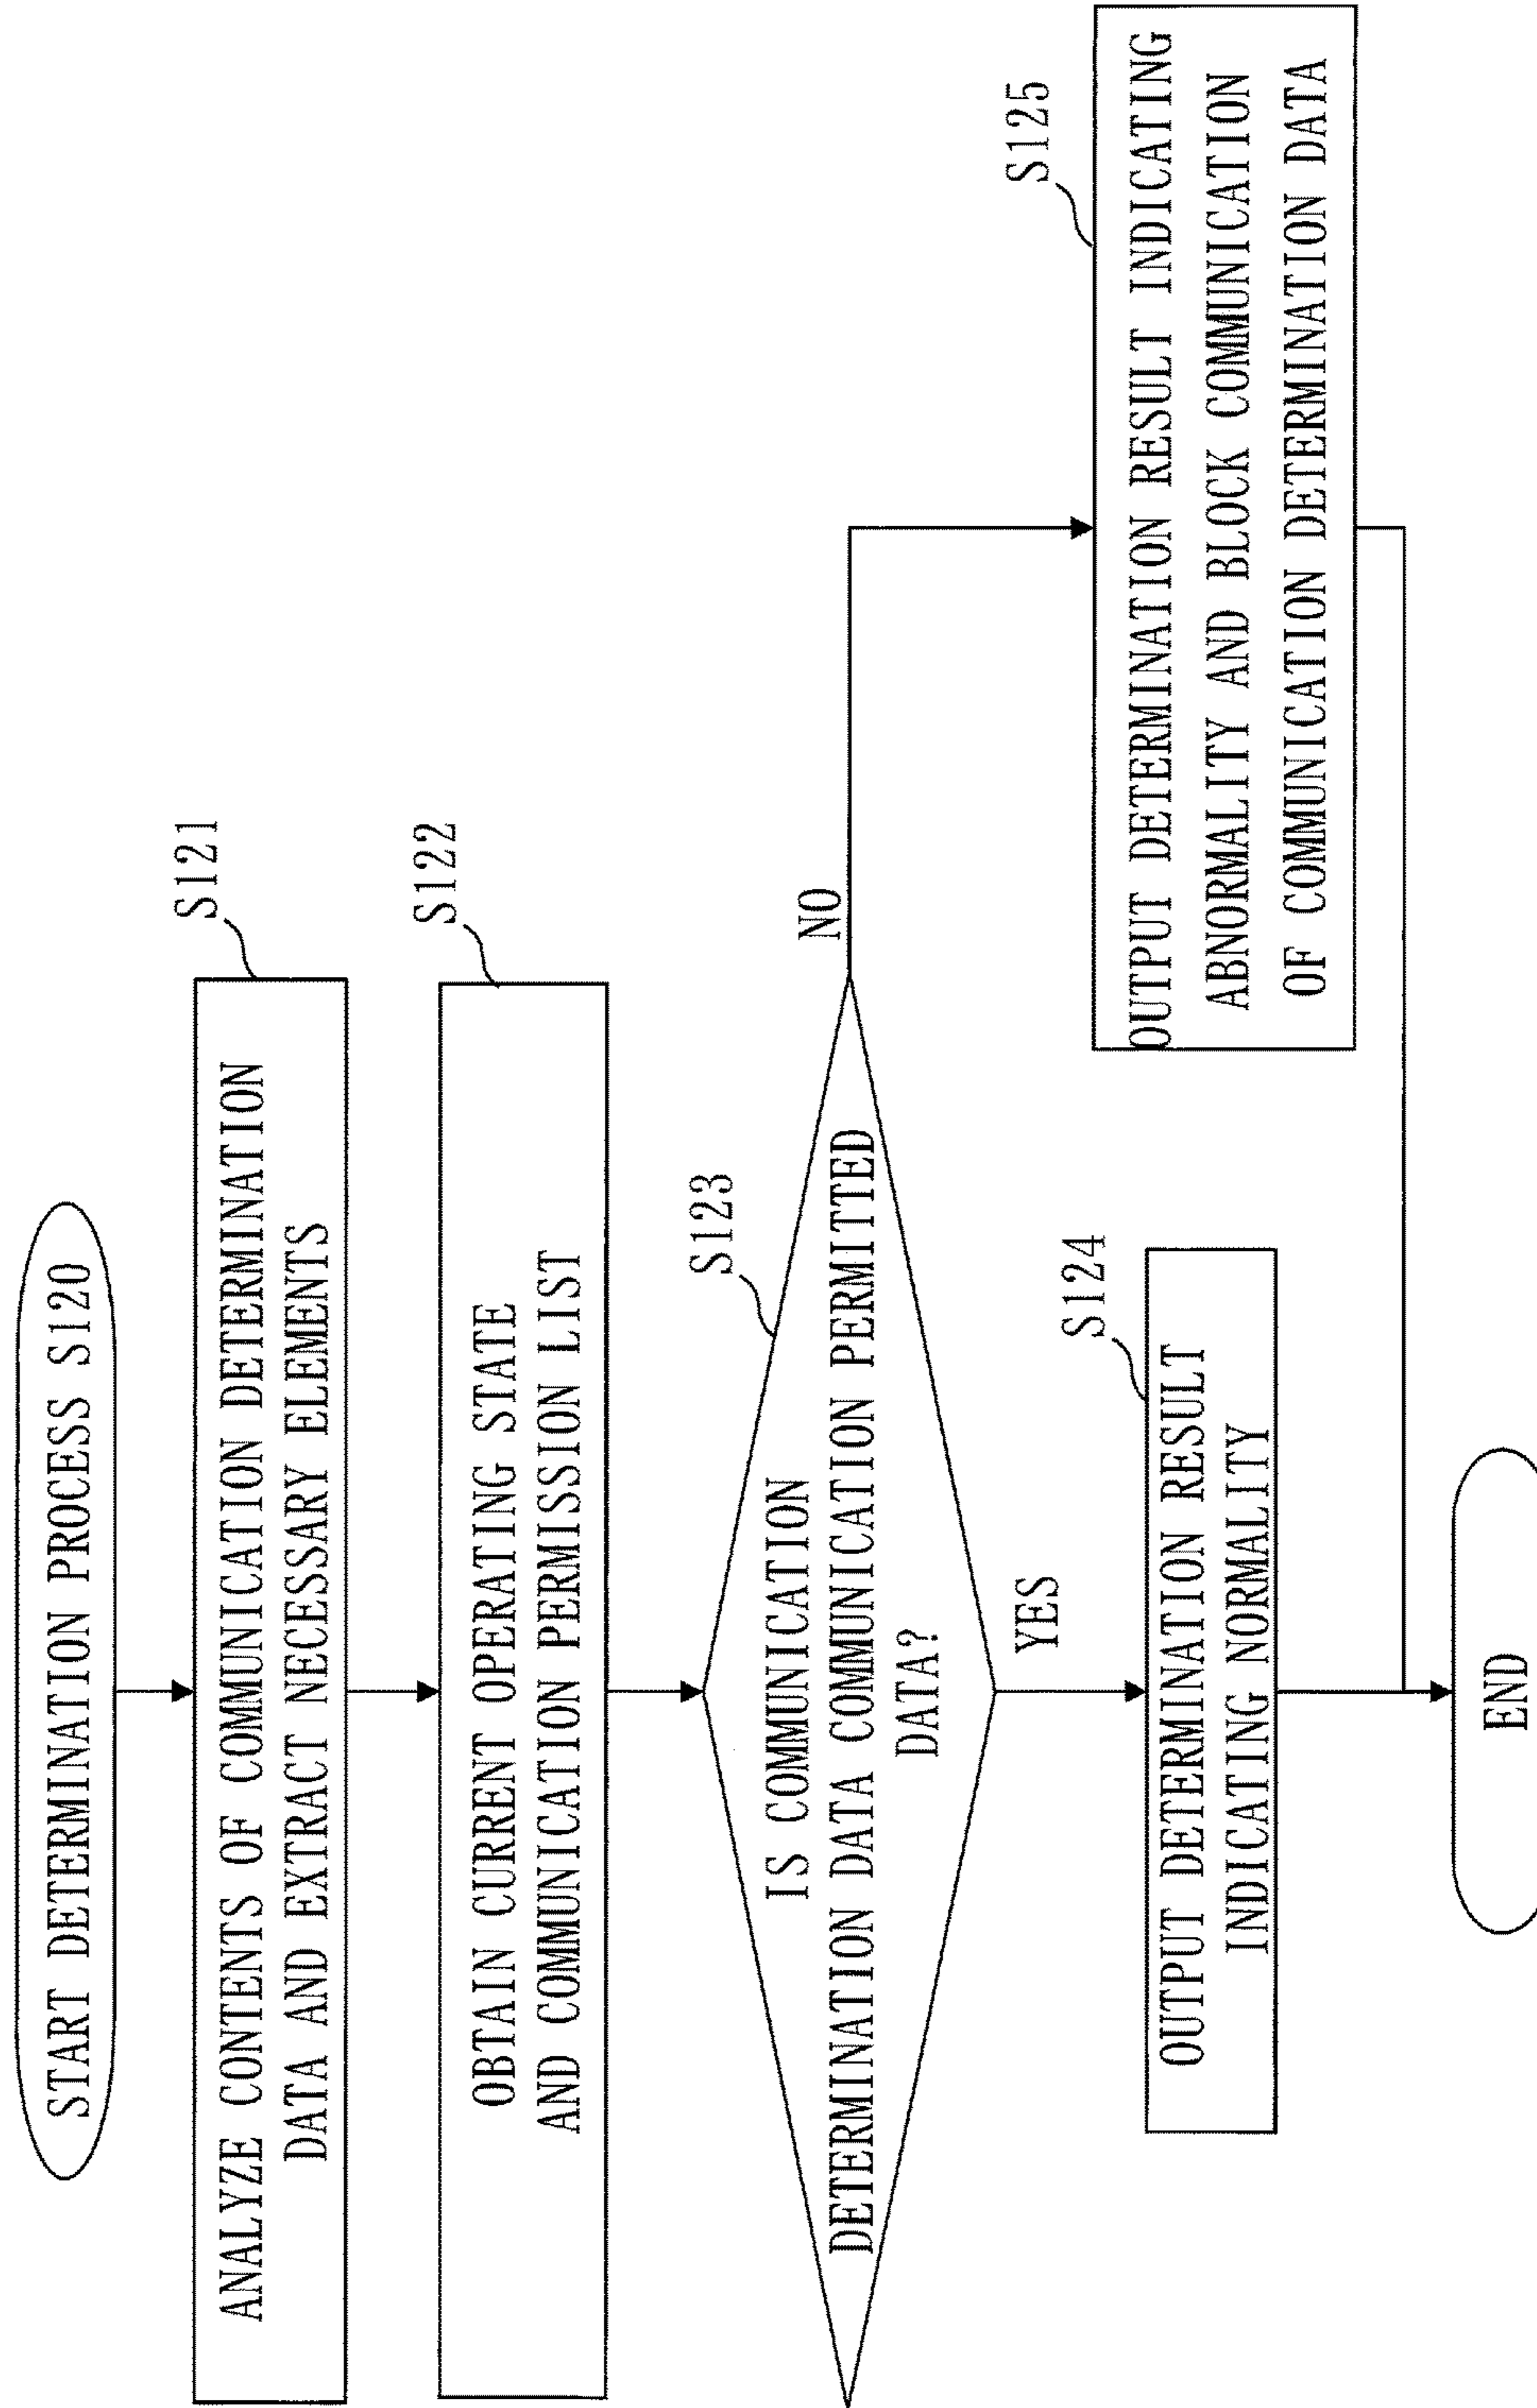 START DETERMINATION PROCESS S120
S121
ANALYZE CONTENTS OF COMMUNICATION DETERMINATION
DATA AND EXTRACT NECESSARY ELEMENTS
S122
OBTAIN CURRENT OPERATING STATE
AND COMMUNICATION PERMISSION LIST
S123
IS COMMUNICATION
DETERMINATION DATA COMMUNICATION PERMITTED
DATA?
NO
YES
S124
OUTPUT DETERMINATION RESULT
INDICATING NORMALITY
S125
OUTPUT DETERMINATION RESULT INDICATING
ABNORMALITY AND BLOCK COMMUNICATION
OF COMMUNICATION DETERMINATION DATA
END